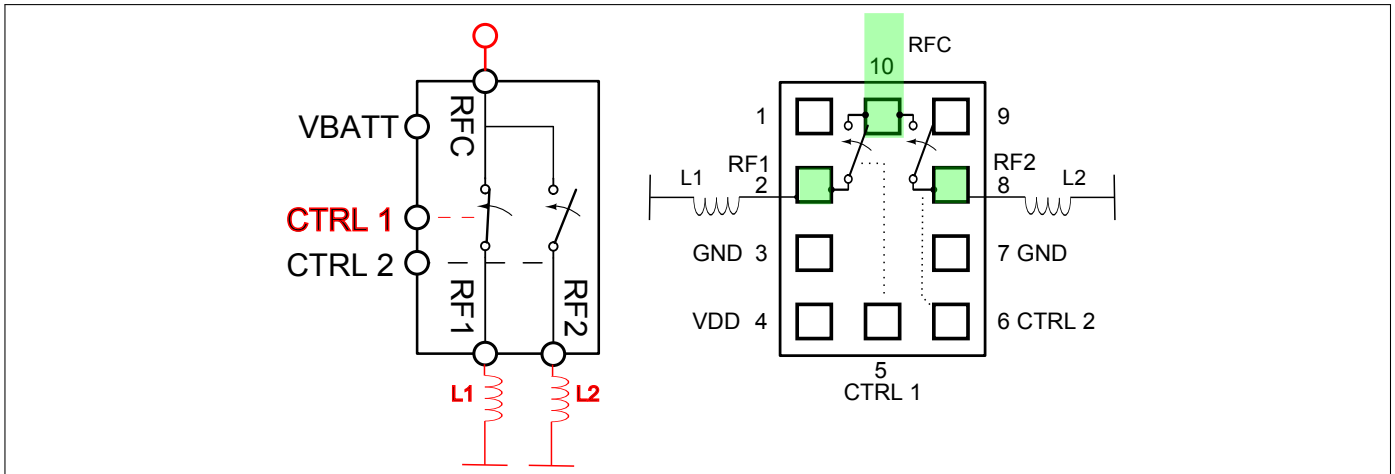 VBATT
CTRL 1
CTRL 2
RFC
RF1
RF2
L1
L2
RFC
10
1
9
RF1
RF2
L1
2
8
L2
GND 3
7 GND
VDD 4
6 CTRL 2
5
CTRL 1